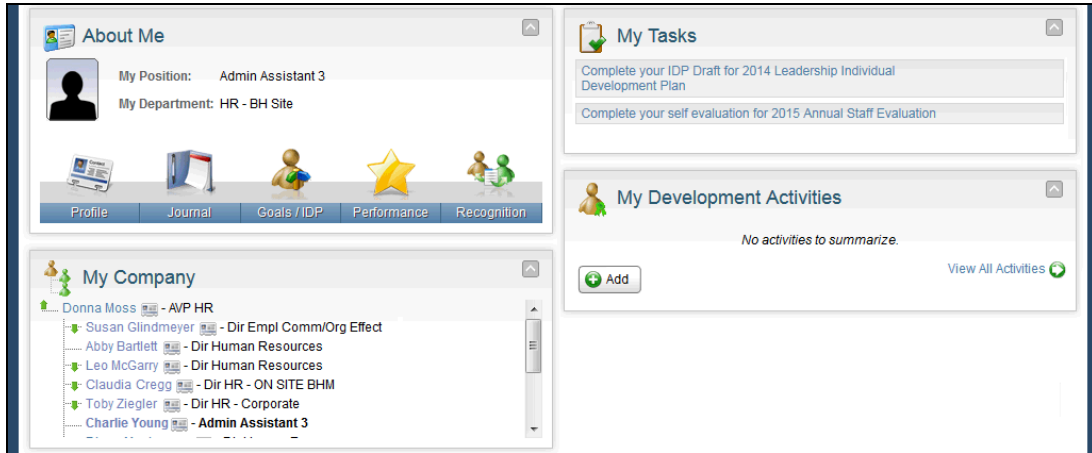 About Me
My Position: Admin Assistant 3
My Department: HR - BH Site
Profile
Journal
Goals / IDP
Performance
Recognition
My Company
Donna Moss - AVP HR
Susan Glindmeyer - Dir Empl Comm/Org Effect
Abby Bartlett - Dir Human Resources
Leo McGarry - Dir Human Resources
Claudia Cregg - Dir HR - ON SITE BHM
Toby Ziegler - Dir HR - Corporate
Charlie Young - Admin Assistant 3
My Tasks
Complete your IDP Draft for 2014 Leadership Individual
Development Plan
Complete your self evaluation for 2015 Annual Staff Evaluation
My Development Activities
No activities to summarize.
Add
View All Activities